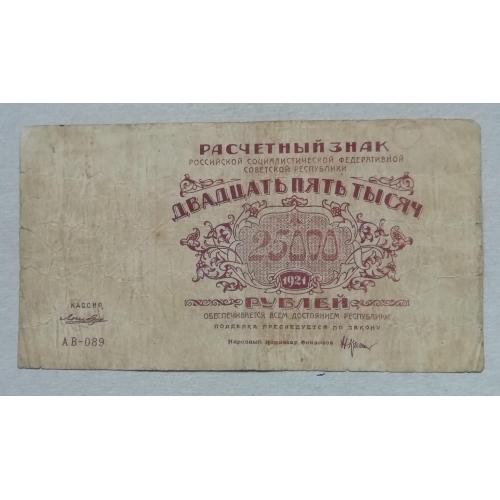 РАСЧЕТНЫЙ ЗНАК
РОССИЙСКОЙ СОЦИАЛИСТИЧЕСКОЙ ФЕДЕРАТИВНОЙ
СОВЕТСКОЙ РЕСПУБЛИКИ
ДВАДЦАТЬ ПЯТЬ ТЫСЯЧ
25000
1921
РУБЛЕЙ
ОБЕСПЕЧИВАЕТСЯ ВСЕМ ДОСТОЯНИЕМ РЕСПУБЛИКИ
ПОДДЕЛКА ПРЕСЛЕДУЕТСЯ ПО ЗАКОНУ
Народный Комиссар Финансов
КАССИР
АВ-089